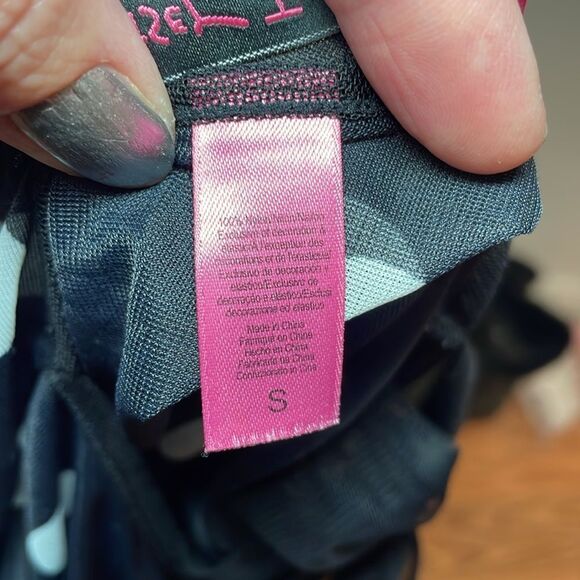 100% Nylon/Nilón/Náilon
Exclusive of decoration &
elastic/À l'exception des
décorations et de l'élastique/
Exclusivo de decoración y
elástico/Exclusivo de
decoração e elástico/Esclusa
decorazione ed elastico
Made in China
Fabriqué en Chine
Hecho en China
Fabricado na China
Confezionato in Cina
S